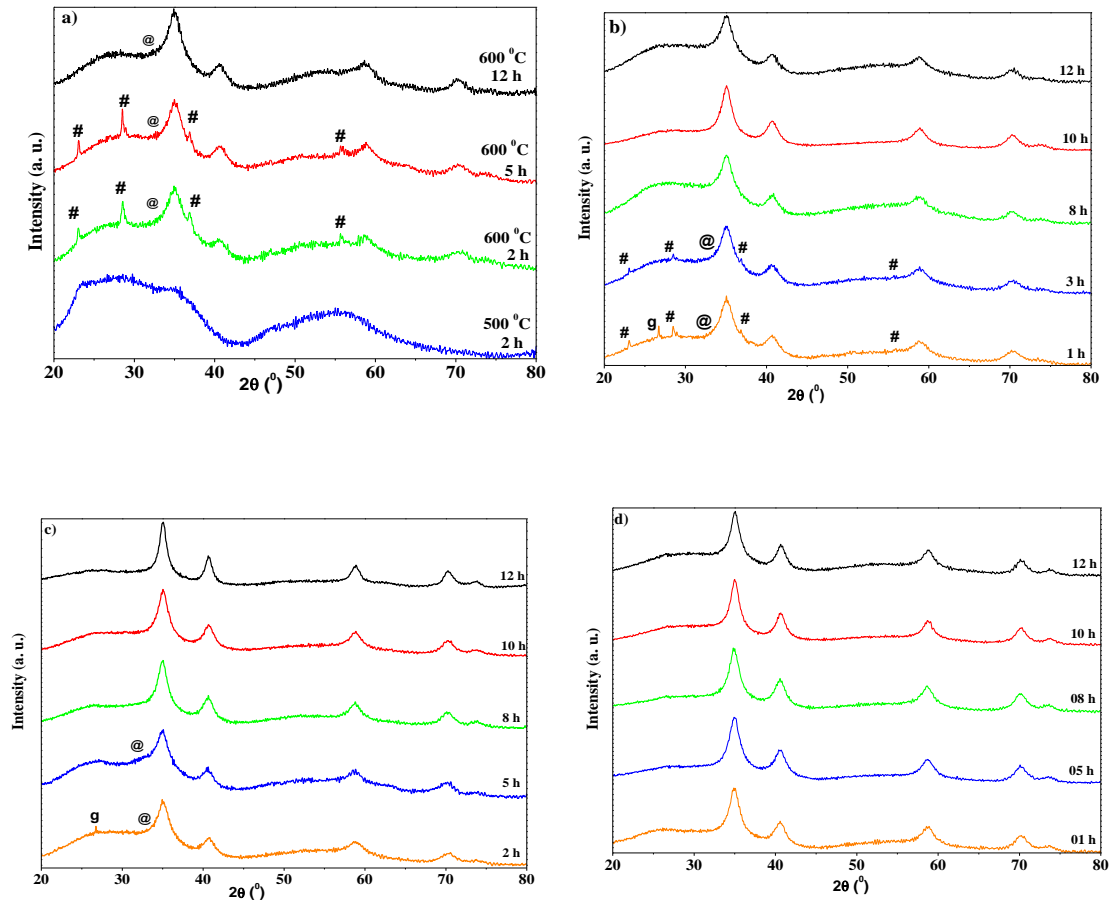 a)
@
600 ⁰C
12 h
# # # #
@
600 ⁰C
5 h
# # # #
@
600 ⁰C
2 h
500 ⁰C
2 h
Intensity (a. u.)
20 30 40 50 60 70 80
2θ (⁰)
b)
12 h
10 h
8 h
# # @ # #
3 h
# g # @ # #
1 h
Intensity (a. u.)
20 30 40 50 60 70 80
2θ (⁰)
c)
12 h
10 h
8 h
@
5 h
g @
2 h
Intensity (a. u.)
20 30 40 50 60 70 80
2θ (⁰)
d)
12 h
10 h
08 h
05 h
01 h
Intensity (a. u.)
20 30 40 50 60 70 80
2θ (⁰)